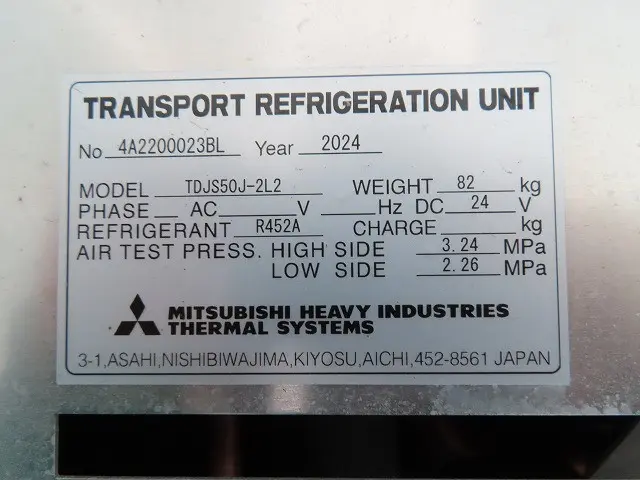 TRANSPORT REFRIGERATION UNIT
No 4A2200023BL Year 2024
MODEL TDJS50J-2L2 WEIGHT 82 kg
PHASE AC V Hz DC 24 V
REFRIGERANT R452A CHARGE kg
AIR TEST PRESS. HIGH SIDE 3.24 MPa
LOW SIDE 2.26 MPa
MITSUBISHI HEAVY INDUSTRIES
THERMAL SYSTEMS
3-1,ASAHI,NISHIBIWAJIMA,KIYOSU,AICHI,452-8561 JAPAN